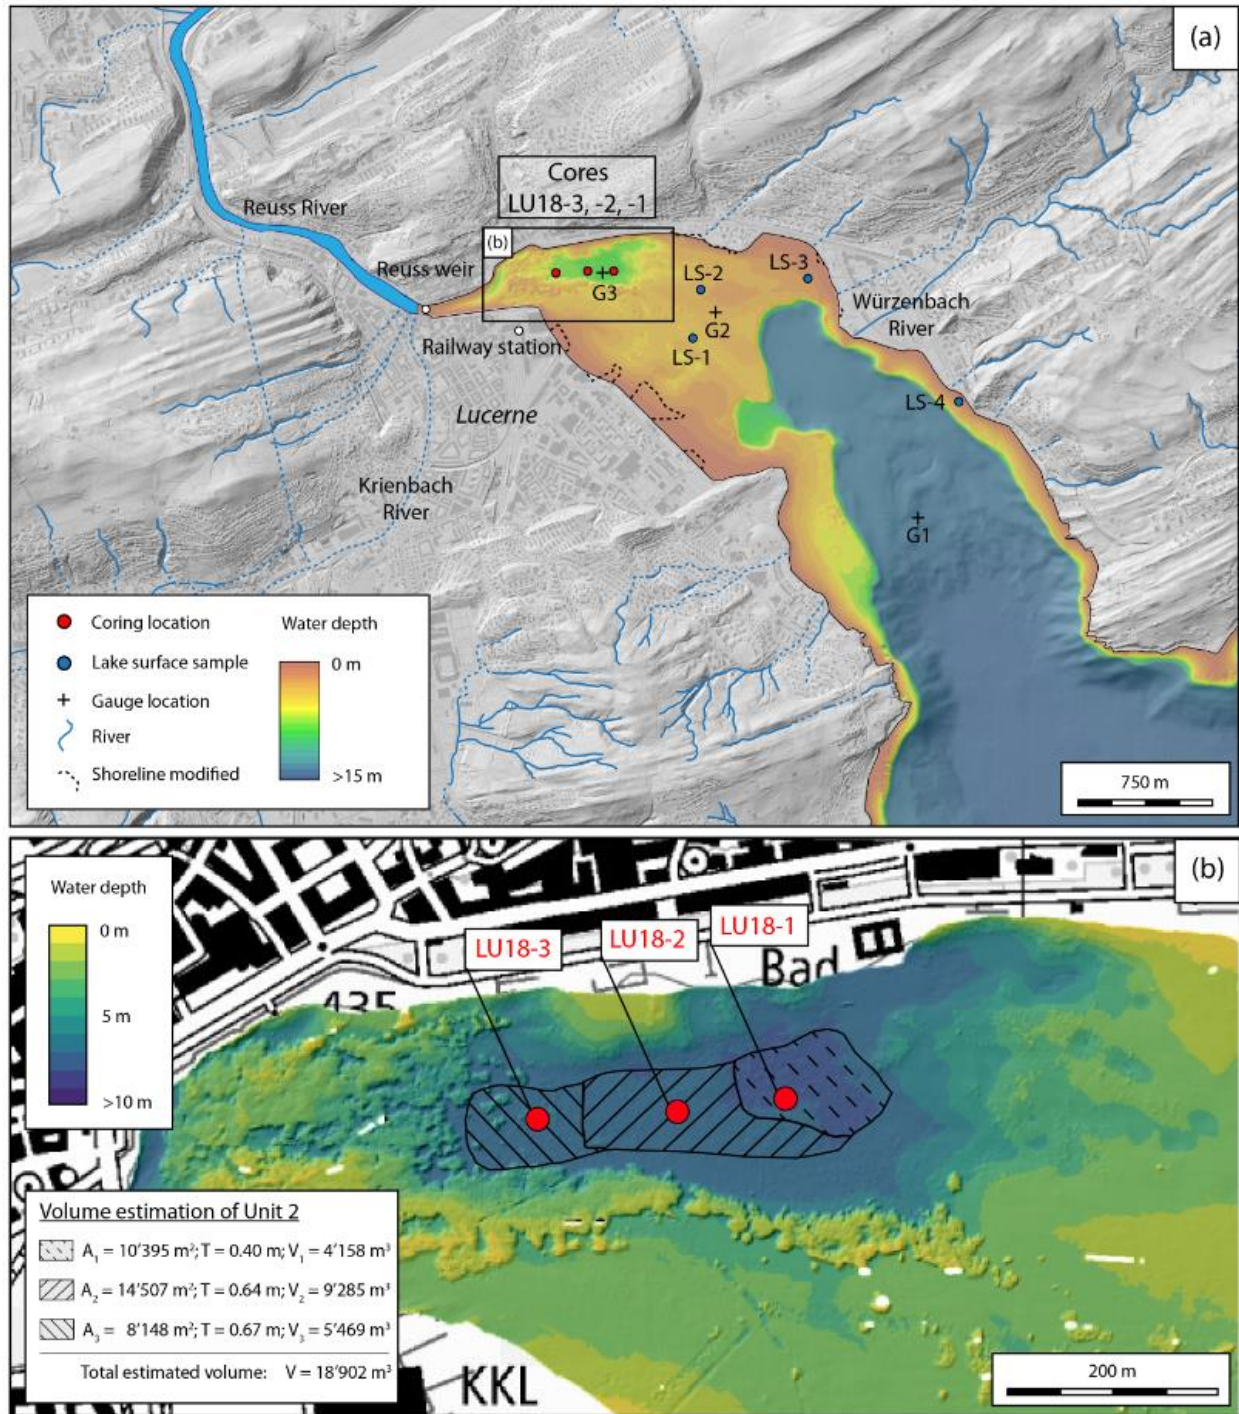 (a)
Cores
LU18-3, -2, -1
Reuss River
(b)
Reuss weir
G3
LS-2
LS-3
G2
LS-1
Würzenbach
River
Railway station
Lucerne
LS-4
Krienbach
River
G1
Coring location
Lake surface sample
Gauge location
River
Shoreline modified
Water depth
0 m
>15 m
750 m
(b)
Water depth
0 m
5 m
>10 m
LU18-3
LU18-2
LU18-1
Bad
435
Volume estimation of Unit 2
A₁ = 10’395 m²; T = 0.40 m; V₁ = 4’158 m³
A₂ = 14’507 m²; T = 0.64 m; V₂ = 9’285 m³
A₃ = 8’148 m²; T = 0.67 m; V₃ = 5’469 m³
Total estimated volume: V = 18’902 m³
KKL
200 m